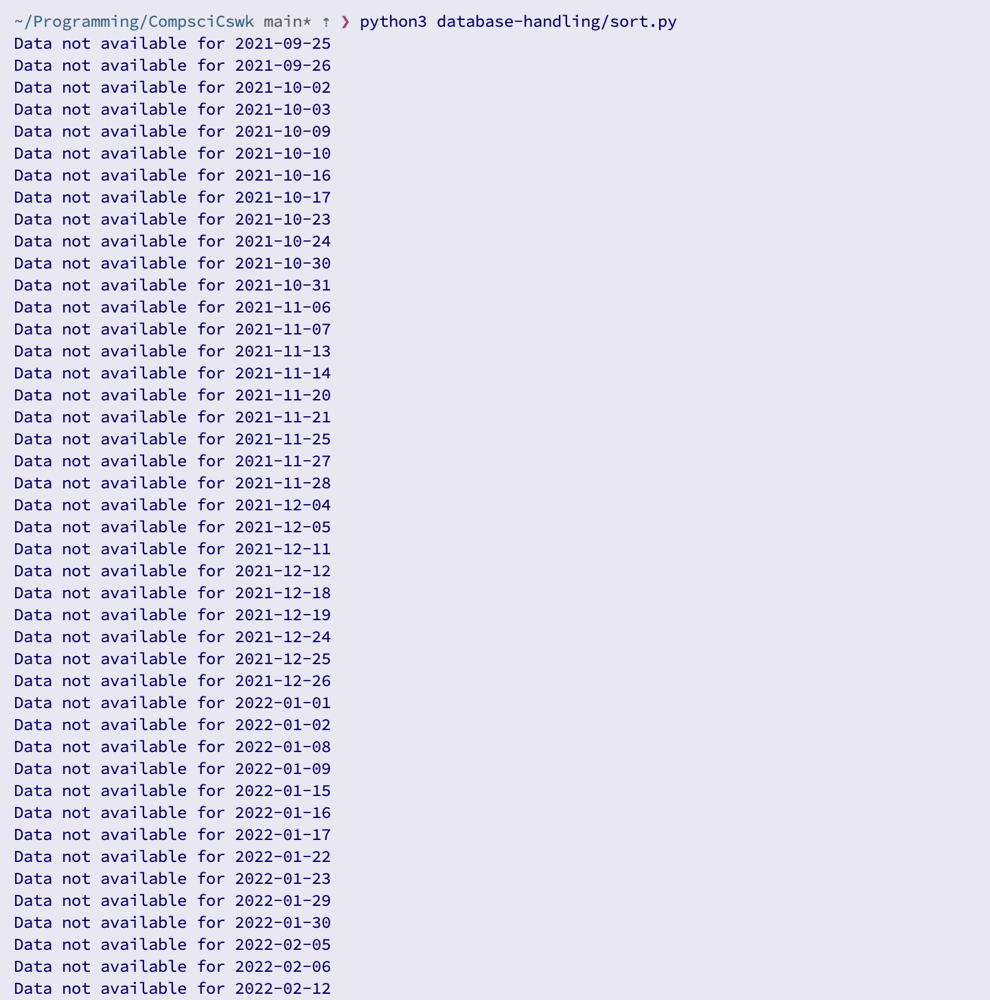 ~/Programming/CompsciCswk main* ⇡ ❯ python3 database-handling/sort.py
Data not available for 2021-09-25
Data not available for 2021-09-26
Data not available for 2021-10-02
Data not available for 2021-10-03
Data not available for 2021-10-09
Data not available for 2021-10-10
Data not available for 2021-10-16
Data not available for 2021-10-17
Data not available for 2021-10-23
Data not available for 2021-10-24
Data not available for 2021-10-30
Data not available for 2021-10-31
Data not available for 2021-11-06
Data not available for 2021-11-07
Data not available for 2021-11-13
Data not available for 2021-11-14
Data not available for 2021-11-20
Data not available for 2021-11-21
Data not available for 2021-11-25
Data not available for 2021-11-27
Data not available for 2021-11-28
Data not available for 2021-12-04
Data not available for 2021-12-05
Data not available for 2021-12-11
Data not available for 2021-12-12
Data not available for 2021-12-18
Data not available for 2021-12-19
Data not available for 2021-12-24
Data not available for 2021-12-25
Data not available for 2021-12-26
Data not available for 2022-01-01
Data not available for 2022-01-02
Data not available for 2022-01-08
Data not available for 2022-01-09
Data not available for 2022-01-15
Data not available for 2022-01-16
Data not available for 2022-01-17
Data not available for 2022-01-22
Data not available for 2022-01-23
Data not available for 2022-01-29
Data not available for 2022-01-30
Data not available for 2022-02-05
Data not available for 2022-02-06
Data not available for 2022-02-12